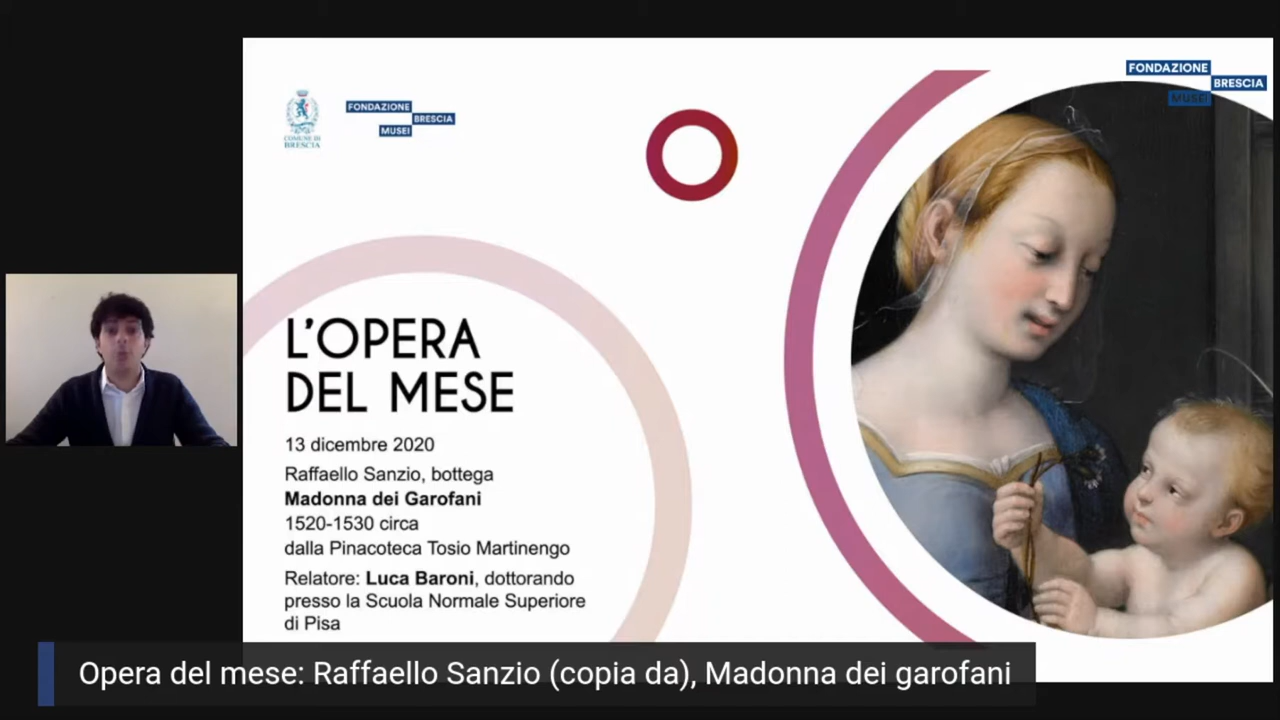 COMUNE DI
BRESCIA
FONDAZIONE
BRESCIA
MUSEI
FONDAZIONE
BRESCIA
MUSEI
L'OPERA
DEL MESE
13 dicembre 2020
Raffaello Sanzio, bottega
Madonna dei Garofani
1520-1530 circa
dalla Pinacoteca Tosio Martinengo
Relatore: Luca Baroni, dottorando
presso la Scuola Normale Superiore
di Pisa
Opera del mese: Raffaello Sanzio (copia da), Madonna dei garofani